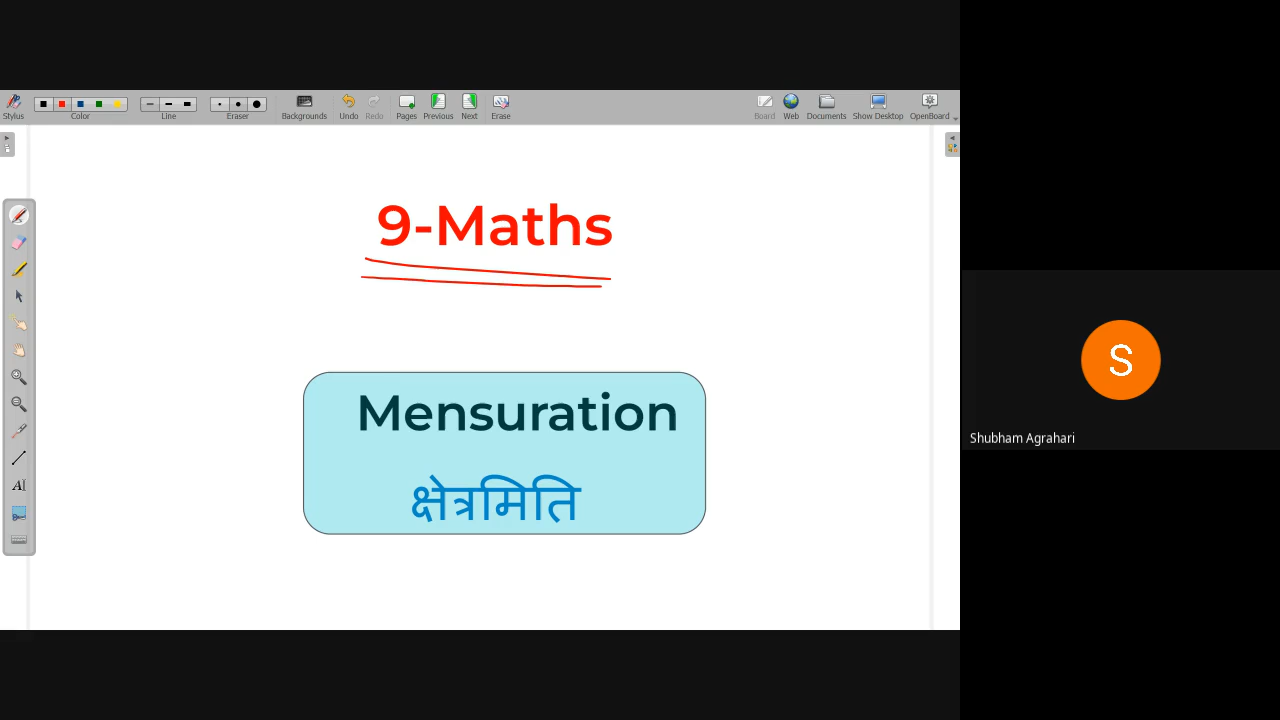 Stylus
Color
Line
Eraser
Backgrounds
Undo
Redo
Pages
Previous
Next
Erase
Board
Web
Documents
Show Desktop
OpenBoard
9-Maths
Mensuration
क्षेत्रमिति
S
Shubham Agrahari